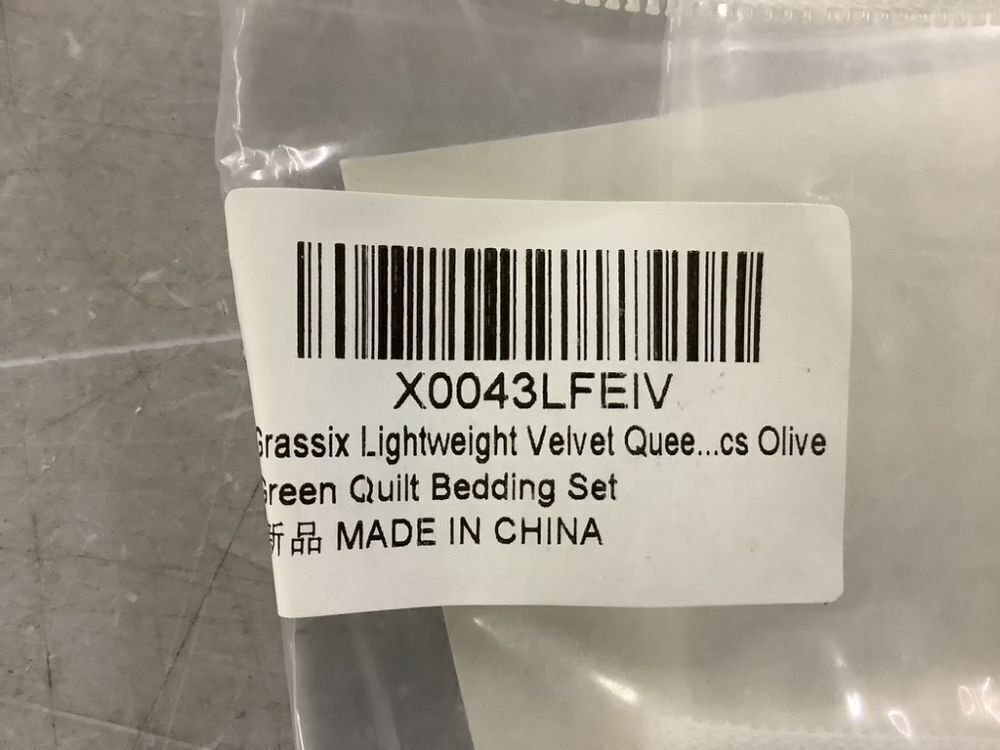 X0043LFEIV
Grassix Lightweight Velvet Quee...cs Olive
Green Quilt Bedding Set
新品 MADE IN CHINA